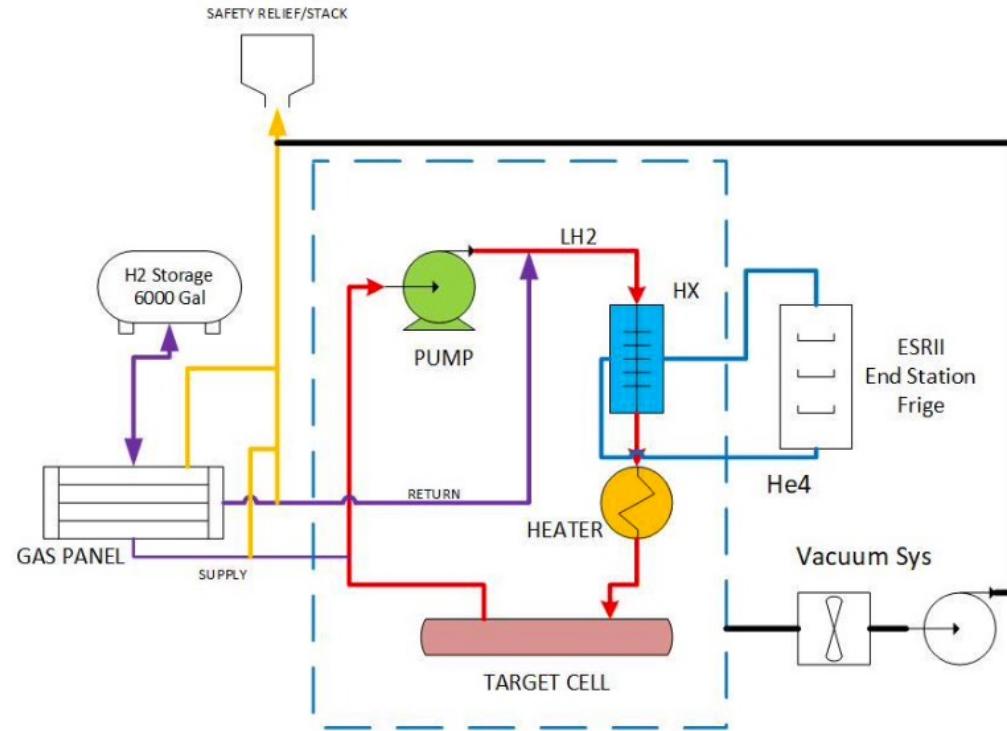 SAFETY RELIEF/STACK
H2 Storage
6000 Gal
LH2
HX
PUMP
ESRII
End Station
Frige
He4
RETURN
HEATER
GAS PANEL
SUPPLY
Vacuum Sys
TARGET CELL